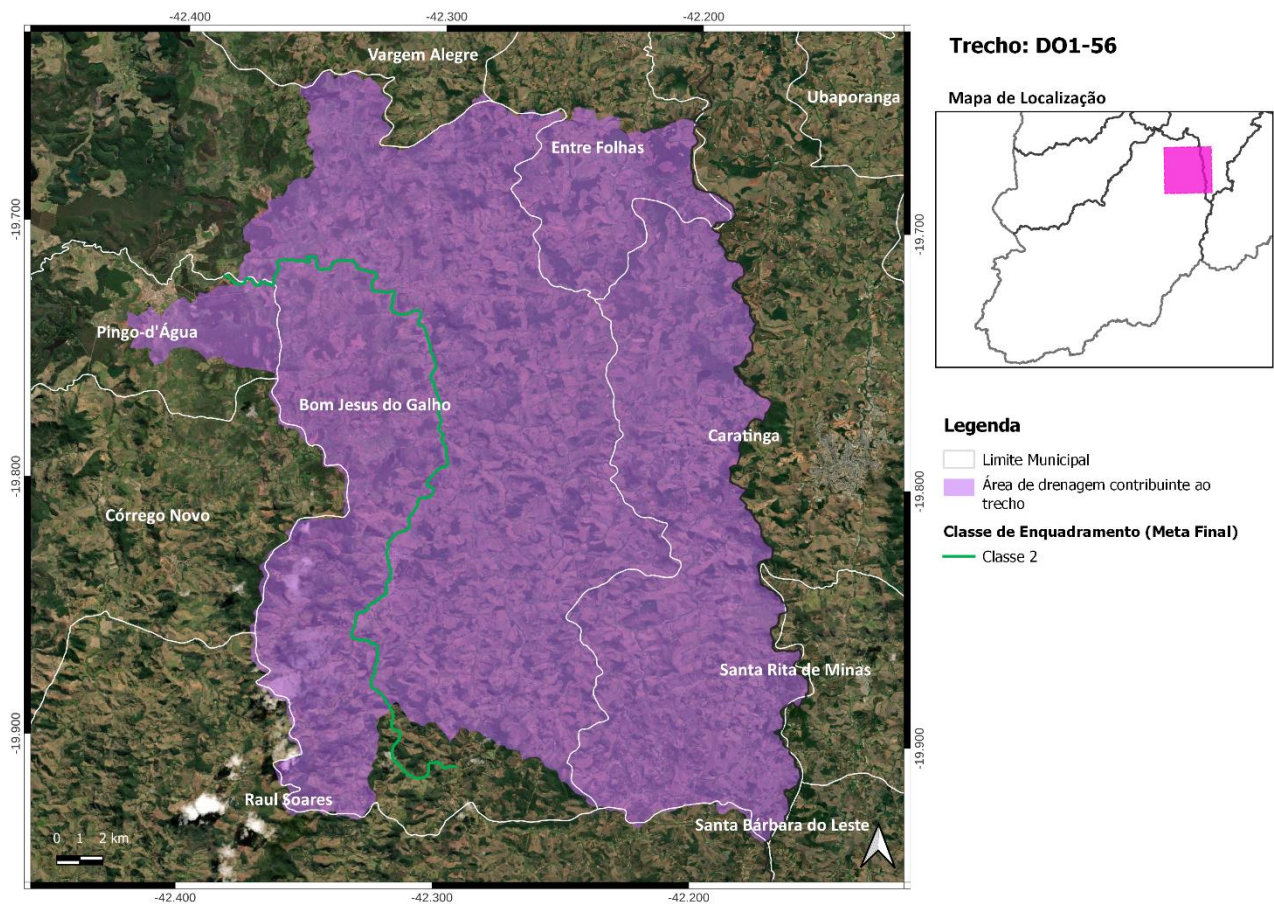 -42.400
-42.300
-42.200
Vargem Alegre
Ubaporanga
Entre Folhas
-19.700
-19.700
Pingo-d'Água
Bom Jesus do Galho
Caratinga
-19.800
-19.800
Córrego Novo
Santa Rita de Minas
-19.900
-19.900
Raul Soares
Santa Bárbara do Leste
0 1 2 km
-42.400
-42.300
-42.200
Trecho: DO1-56
Mapa de Localização
Legenda
Limite Municipal
Área de drenagem contribuinte ao
trecho
Classe de Enquadramento (Meta Final)
Classe 2